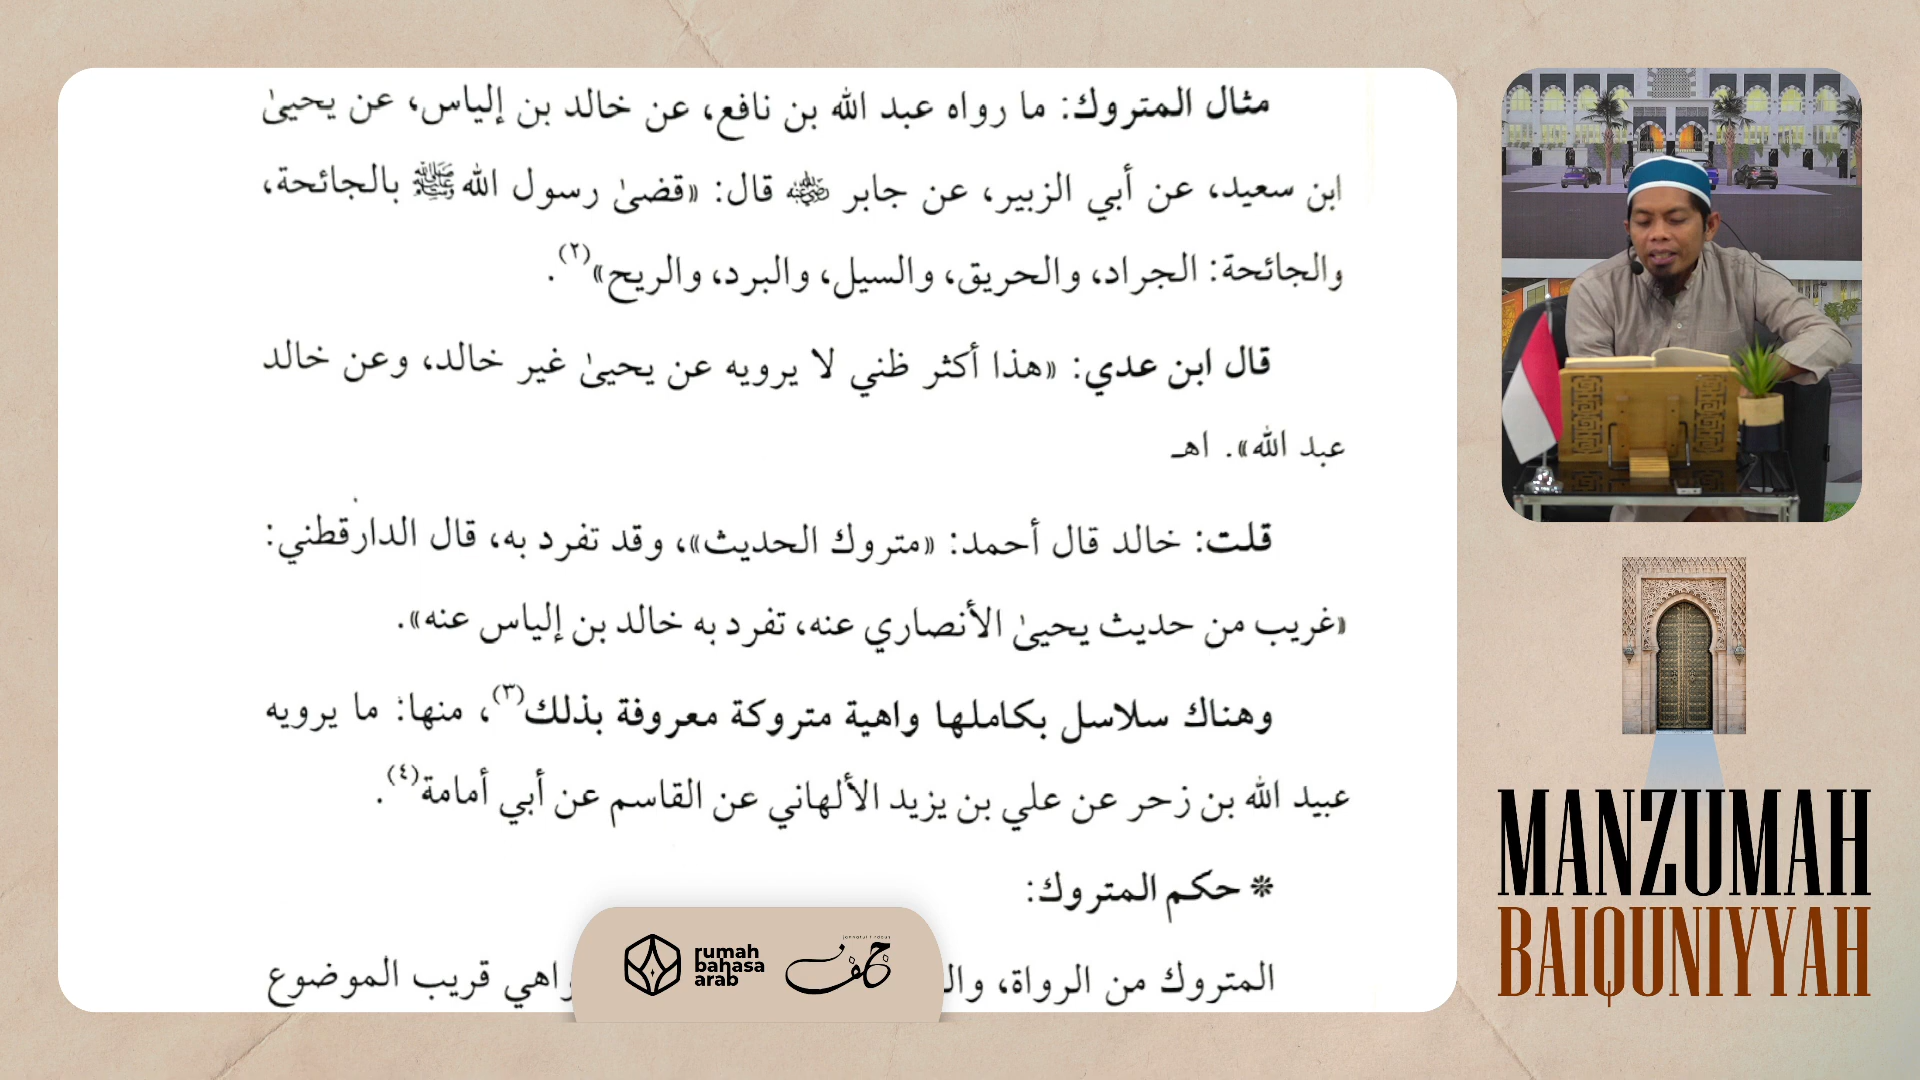 مثال المتروك: ما رواه عبد الله بن نافع، عن خالد بن إلياس، عن يحيىٰ
ابن سعيد، عن أبي الزبير، عن جابر رضي الله عنه قال: «قضىٰ رسول الله ﷺ بالجائحة،
والجائحة: الجراد، والحريق، والسيل، والبرد، والريح»(٢).
قال ابن عدي: «هذا أكثر ظني لا يرويه عن يحيىٰ غير خالد، وعن خالد
عبد الله». اهـ
قلت: خالد قال أحمد: «متروك الحديث»، وقد تفرد به، قال الدارقطني:
«غريب من حديث يحيىٰ الأنصاري عنه، تفرد به خالد بن إلياس عنه».
وهناك سلاسل بكاملها واهية متروكة معروفة بذلك(٣)، منها: ما يرويه
عبيد الله بن زحر عن علي بن يزيد الألهاني عن القاسم عن أبي أمامة(٤).
* حكم المتروك:
المتروك من الرواة، وال
راهي قريب الموضوع
rumah
bahasa
arab
MANZUMAH
BAIQUNIYYAH